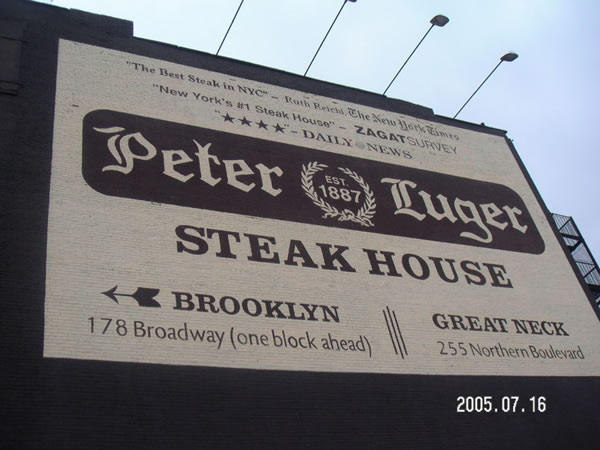 "The Best Steak in NYC" - Ruth Reichl, The New York Times
"New York's #1 Steak House" - ZAGATSURVEY
"★★★★" - DAILY NEWS
Peter EST. 1887 Luger
STEAK HOUSE
BROOKLYN
178 Broadway (one block ahead)
GREAT NECK
255 Northern Boulevard
2005.07.16